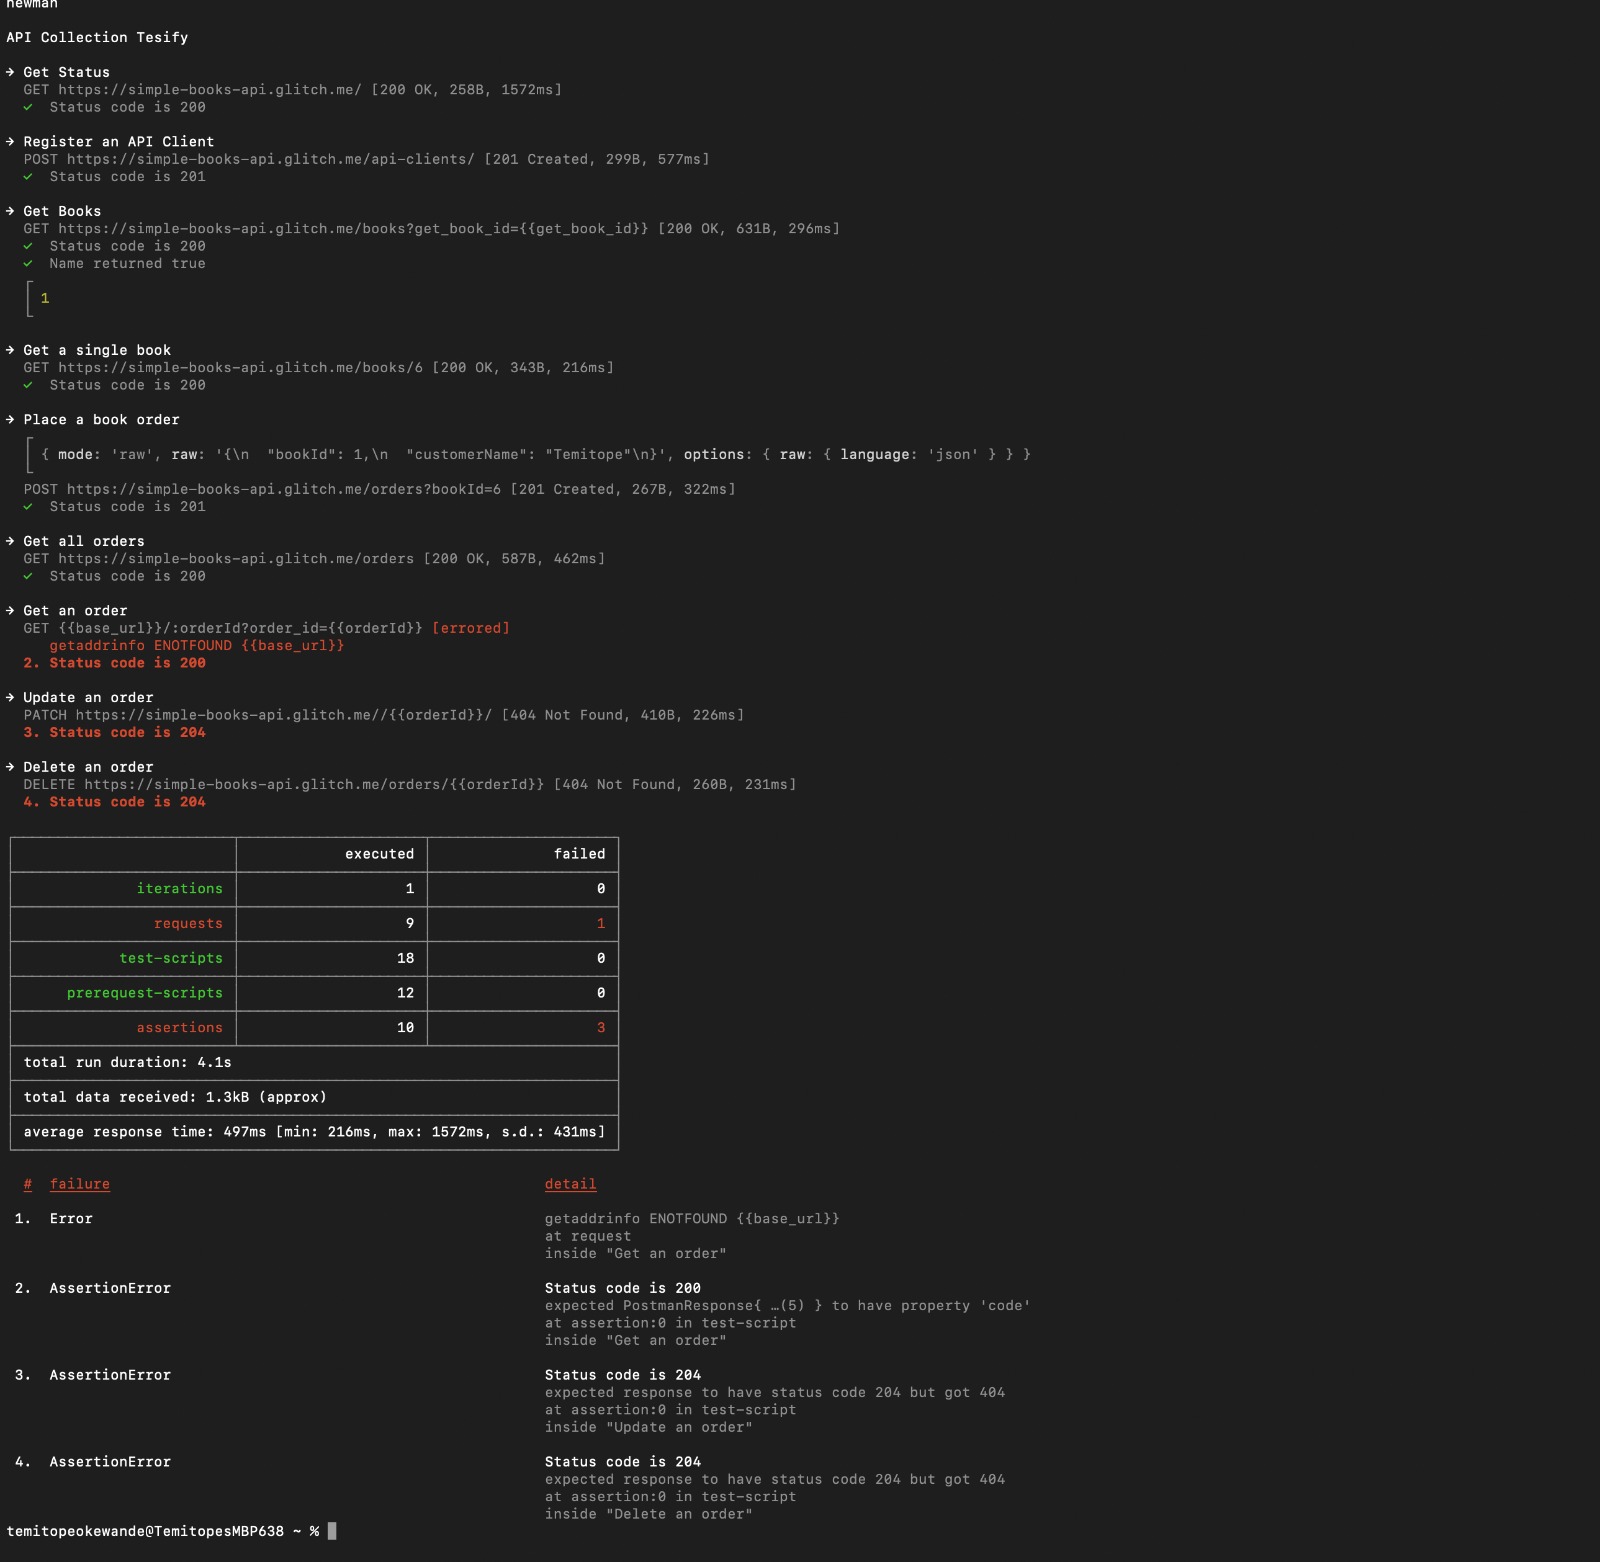 newman
API Collection Tesify
→ Get Status
GET https://simple-books-api.glitch.me/ [200 OK, 258B, 1572ms]
✓ Status code is 200
→ Register an API Client
POST https://simple-books-api.glitch.me/api-clients/ [201 Created, 299B, 577ms]
✓ Status code is 201
→ Get Books
GET https://simple-books-api.glitch.me/books?get_book_id={{get_book_id}} [200 OK, 631B, 296ms]
✓ Status code is 200
✓ Name returned true
1
→ Get a single book
GET https://simple-books-api.glitch.me/books/6 [200 OK, 343B, 216ms]
✓ Status code is 200
→ Place a book order
{ mode: 'raw', raw: '{\n  "bookId": 1,\n  "customerName": "Temitope"\n}', options: { raw: { language: 'json' } } }
POST https://simple-books-api.glitch.me/orders?bookId=6 [201 Created, 267B, 322ms]
✓ Status code is 201
→ Get all orders
GET https://simple-books-api.glitch.me/orders [200 OK, 587B, 462ms]
✓ Status code is 200
→ Get an order
GET {{base_url}}/:orderId?order_id={{orderId}} [errored]
getaddrinfo ENOTFOUND {{base_url}}
2. Status code is 200
→ Update an order
PATCH https://simple-books-api.glitch.me//{{orderId}}/ [404 Not Found, 410B, 226ms]
3. Status code is 204
→ Delete an order
DELETE https://simple-books-api.glitch.me/orders/{{orderId}} [404 Not Found, 260B, 231ms]
4. Status code is 204
executed failed
iterations 1 0
requests 9 1
test-scripts 18 0
prerequest-scripts 12 0
assertions 10 3
total run duration: 4.1s
total data received: 1.3kB (approx)
average response time: 497ms [min: 216ms, max: 1572ms, s.d.: 431ms]
# failure detail
1. Error getaddrinfo ENOTFOUND {{base_url}}
at request
inside "Get an order"
2. AssertionError Status code is 200
expected PostmanResponse{ …(5) } to have property 'code'
at assertion:0 in test-script
inside "Get an order"
3. AssertionError Status code is 204
expected response to have status code 204 but got 404
at assertion:0 in test-script
inside "Update an order"
4. AssertionError Status code is 204
expected response to have status code 204 but got 404
at assertion:0 in test-script
inside "Delete an order"
temitopeokewande@TemitopesMBP638 ~ %